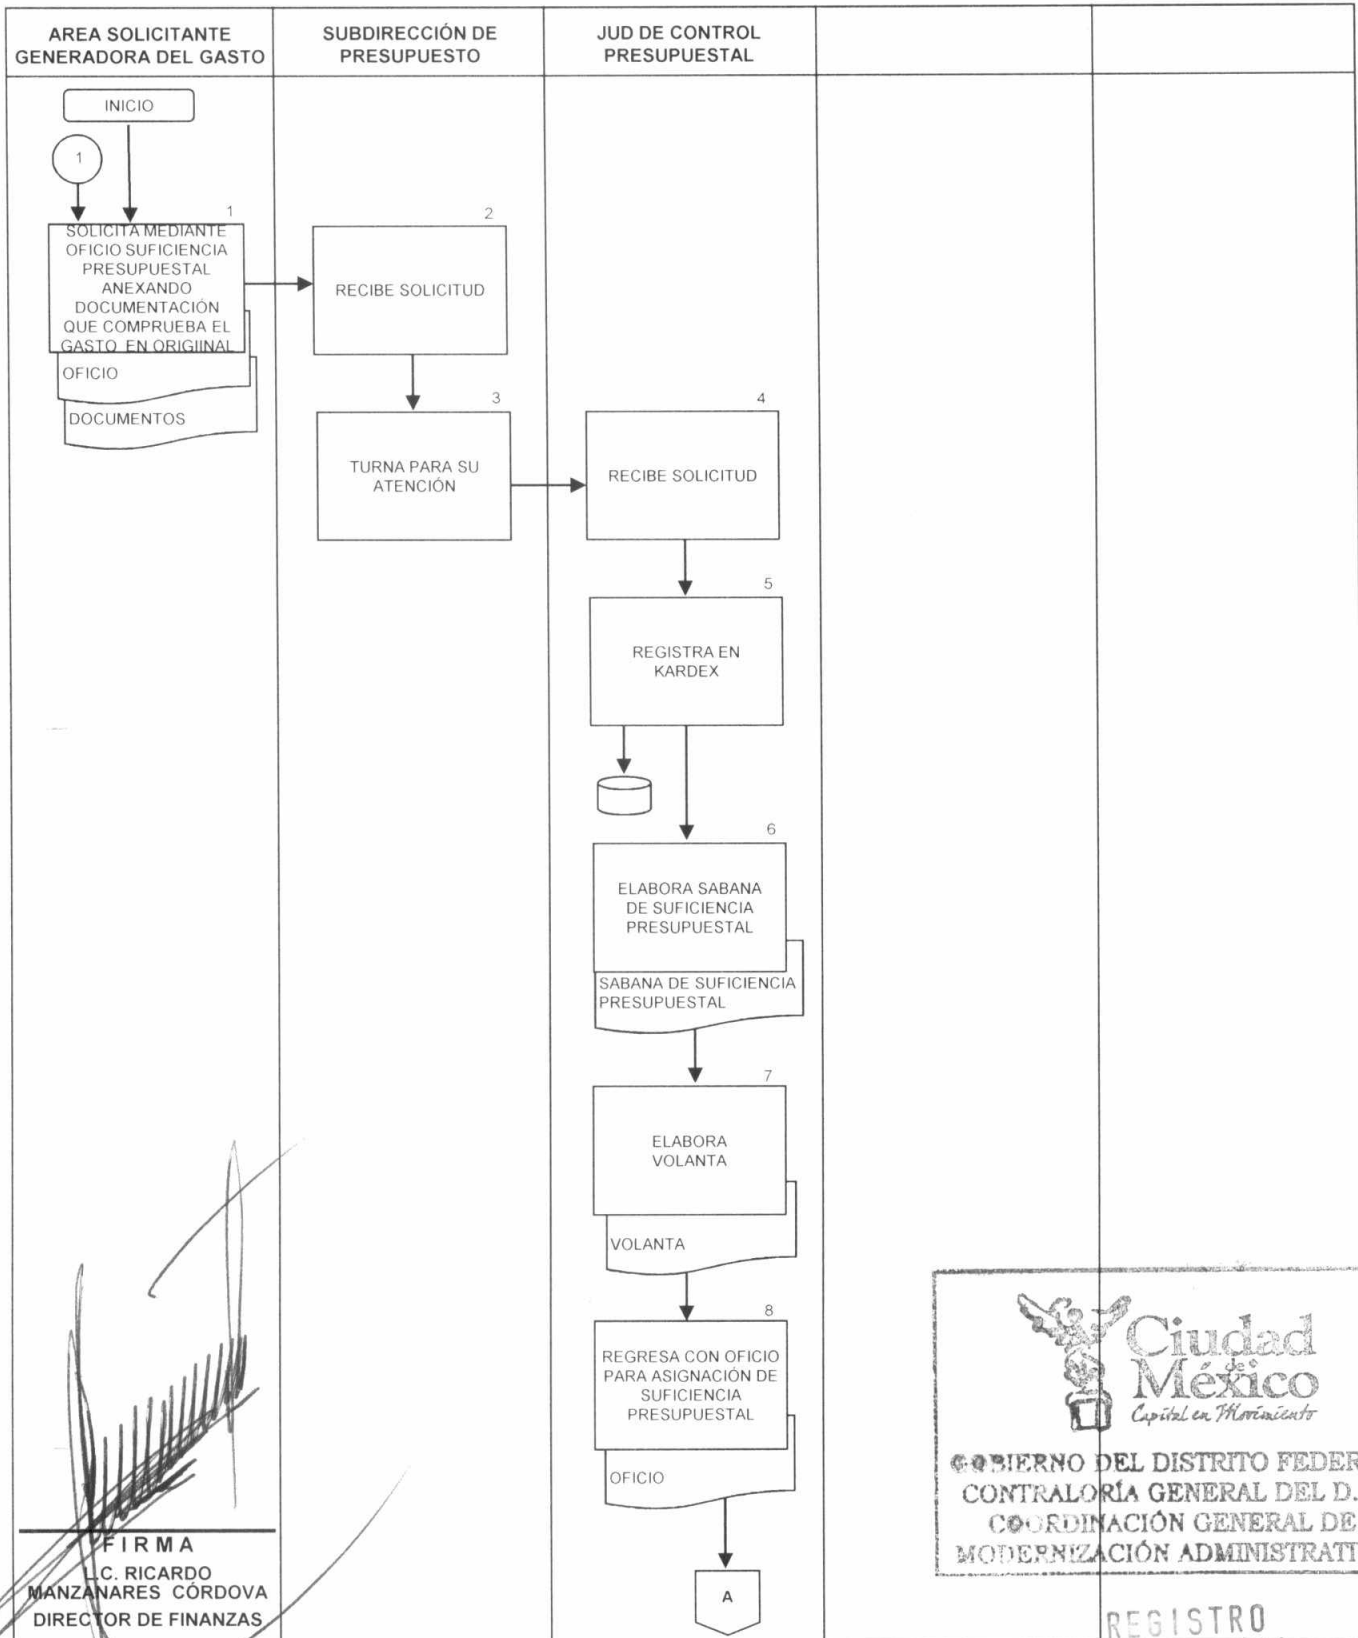 AREA SOLICITANTE
GENERADORA DEL GASTO
SUBDIRECCIÓN DE
PRESUPUESTO
JUD DE CONTROL
PRESUPUESTAL
INICIO
1
1
SOLICITA MEDIANTE
OFICIO SUFICIENCIA
PRESUPUESTAL
ANEXANDO
DOCUMENTACIÓN
QUE COMPRUEBA EL
GASTO EN ORIGIINAL
OFICIO
DOCUMENTOS
2
RECIBE SOLICITUD
3
TURNA PARA SU
ATENCIÓN
4
RECIBE SOLICITUD
5
REGISTRA EN
KARDEX
6
ELABORA SABANA
DE SUFICIENCIA
PRESUPUESTAL
SABANA DE SUFICIENCIA
PRESUPUESTAL
7
ELABORA
VOLANTA
VOLANTA
8
REGRESA CON OFICIO
PARA ASIGNACIÓN DE
SUFICIENCIA
PRESUPUESTAL
OFICIO
A
FIRMA
L.C. RICARDO
MANZANARES CÓRDOVA
DIRECTOR DE FINANZAS
Ciudad
de
México
Capital en Movimiento
GOBIERNO DEL DISTRITO FEDER
CONTRALORÍA GENERAL DEL D.
COORDINACIÓN GENERAL DE
MODERNIZACIÓN ADMINISTRATI
REGISTRO